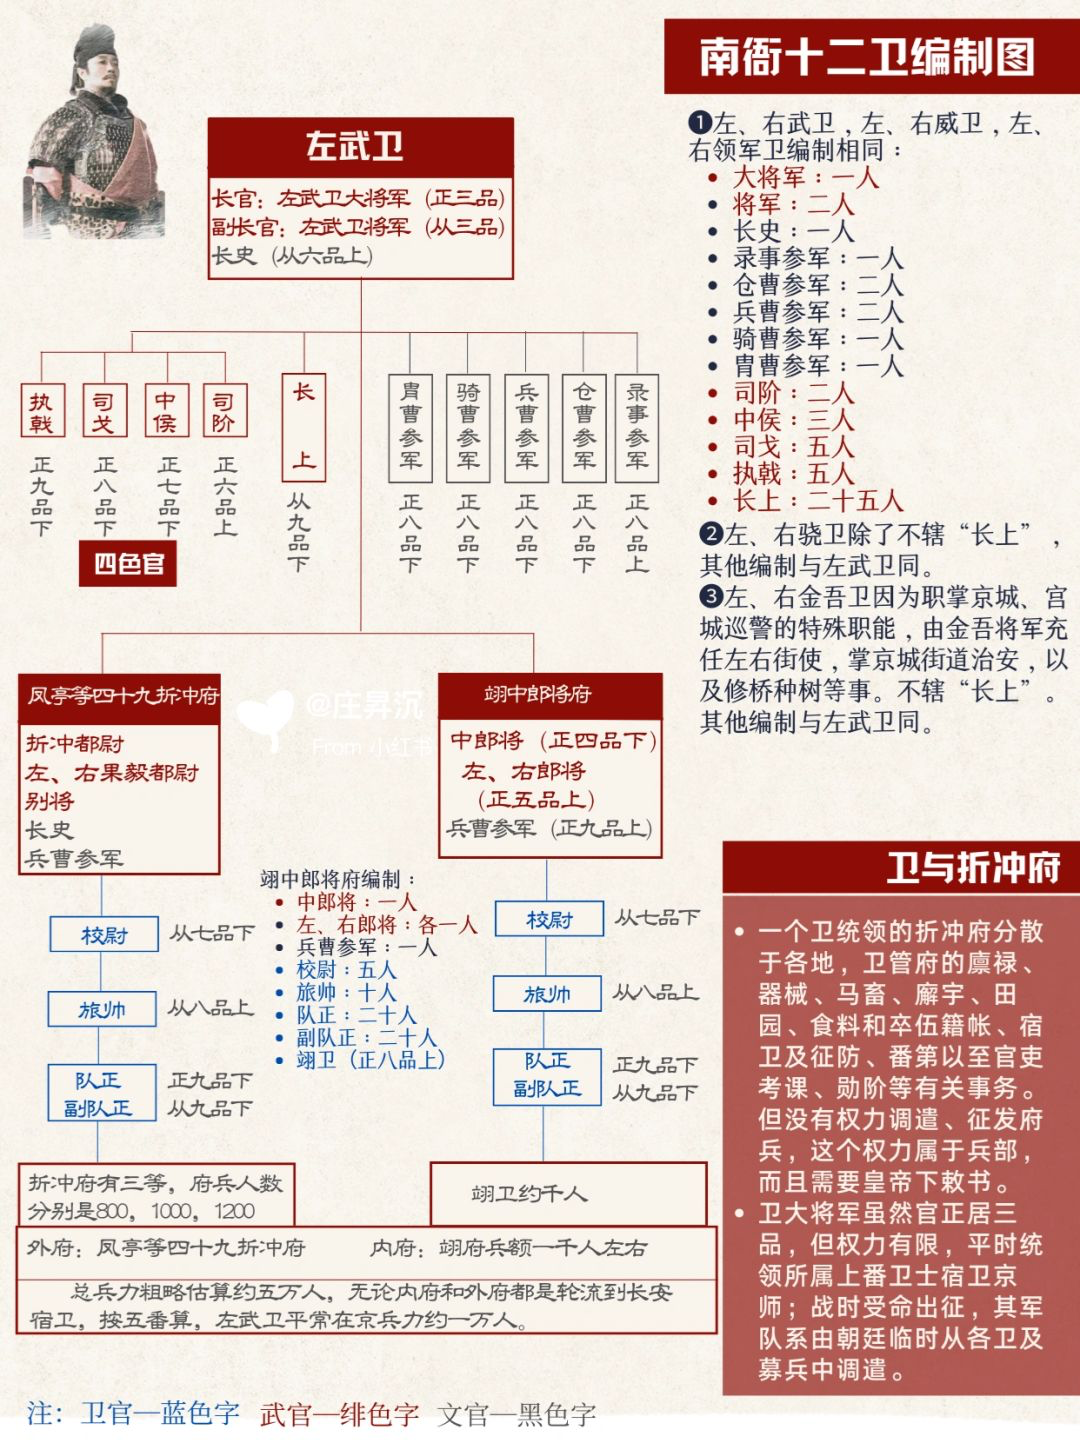 南衙十二卫编制图
左武卫
长官：左武卫大将军（正三品）
副长官：左武卫将军（从三品）
长史（从六品上）
执戟
正九品下
司戈
正八品下
中侯
正七品下
司阶
正六品上
四色官
长上
从九品下
胄曹参军
正八品下
骑曹参军
正八品下
兵曹参军
正八品下
仓曹参军
正八品下
录事参军
正八品上
❶左、右武卫，左、右威卫，左、
右领军卫编制相同：
• 大将军：一人
• 将军：二人
• 长史：一人
• 录事参军：一人
• 仓曹参军：二人
• 兵曹参军：二人
• 骑曹参军：一人
• 胄曹参军：一人
• 司阶：二人
• 中侯：三人
• 司戈：五人
• 执戟：五人
• 长上：二十五人
❷左、右骁卫除了不辖“长上”，
其他编制与左武卫同。
❸左、右金吾卫因为职掌京城、宫
城巡警的特殊职能，由金吾将军充
任左右街使，掌京城街道治安，以
及修桥种树等事。不辖“长上”。
其他编制与左武卫同。
凤亭等四十九折冲府
折冲都尉
左、右果毅都尉
别将
长史
兵曹参军
校尉
从七品下
旅帅
从八品上
队正
副队正
正九品下
从九品下
折冲府有三等，府兵人数
分别是800，1000，1200
@庄昇沉
From 小红书
翊中郎将府
中郎将（正四品下）
左、右郎将
（正五品上）
兵曹参军（正九品上）
翊中郎将府编制：
• 中郎将：一人
• 左、右郎将：各一人
• 兵曹参军：一人
• 校尉：五人
• 旅帅：十人
• 队正：二十人
• 副队正：二十人
• 翊卫（正八品上）
校尉
从七品下
旅帅
从八品上
队正
副队正
正九品下
从九品下
翊卫约千人
外府：凤亭等四十九折冲府
内府：翊府兵额一千人左右
总兵力粗略估算约五万人，无论内府和外府都是轮流到长安
宿卫，按五番算，左武卫平常在京兵力约一万人。
卫与折冲府
• 一个卫统领的折冲府分散
于各地，卫管府的廪禄、
器械、马畜、廨宇、田
园、食料和卒伍籍帐、宿
卫及征防、番第以至官吏
考课、勋阶等有关事务。
但没有权力调遣、征发府
兵，这个权力属于兵部，
而且需要皇帝下敕书。
• 卫大将军虽然官正居三
品，但权力有限，平时统
领所属上番卫士宿卫京
师；战时受命出征，其军
队系由朝廷临时从各卫及
募兵中调遣。
注：卫官—蓝色字 武官—绯色字 文官—黑色字